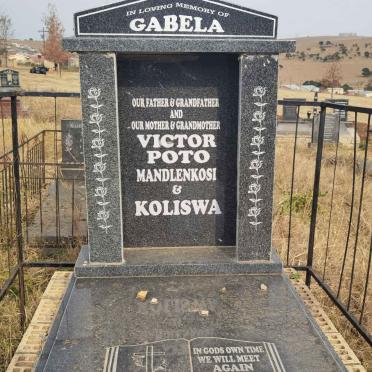 IN LOVING MEMORY OF
GABELA
OUR FATHER & GRANDFATHER
AND
OUR MOTHER & GRANDMOTHER
VICTOR
POTO
MANDLENKOSI
&
KOLISWA
IN GODS OWN TIME
WE WILL MEET
AGAIN